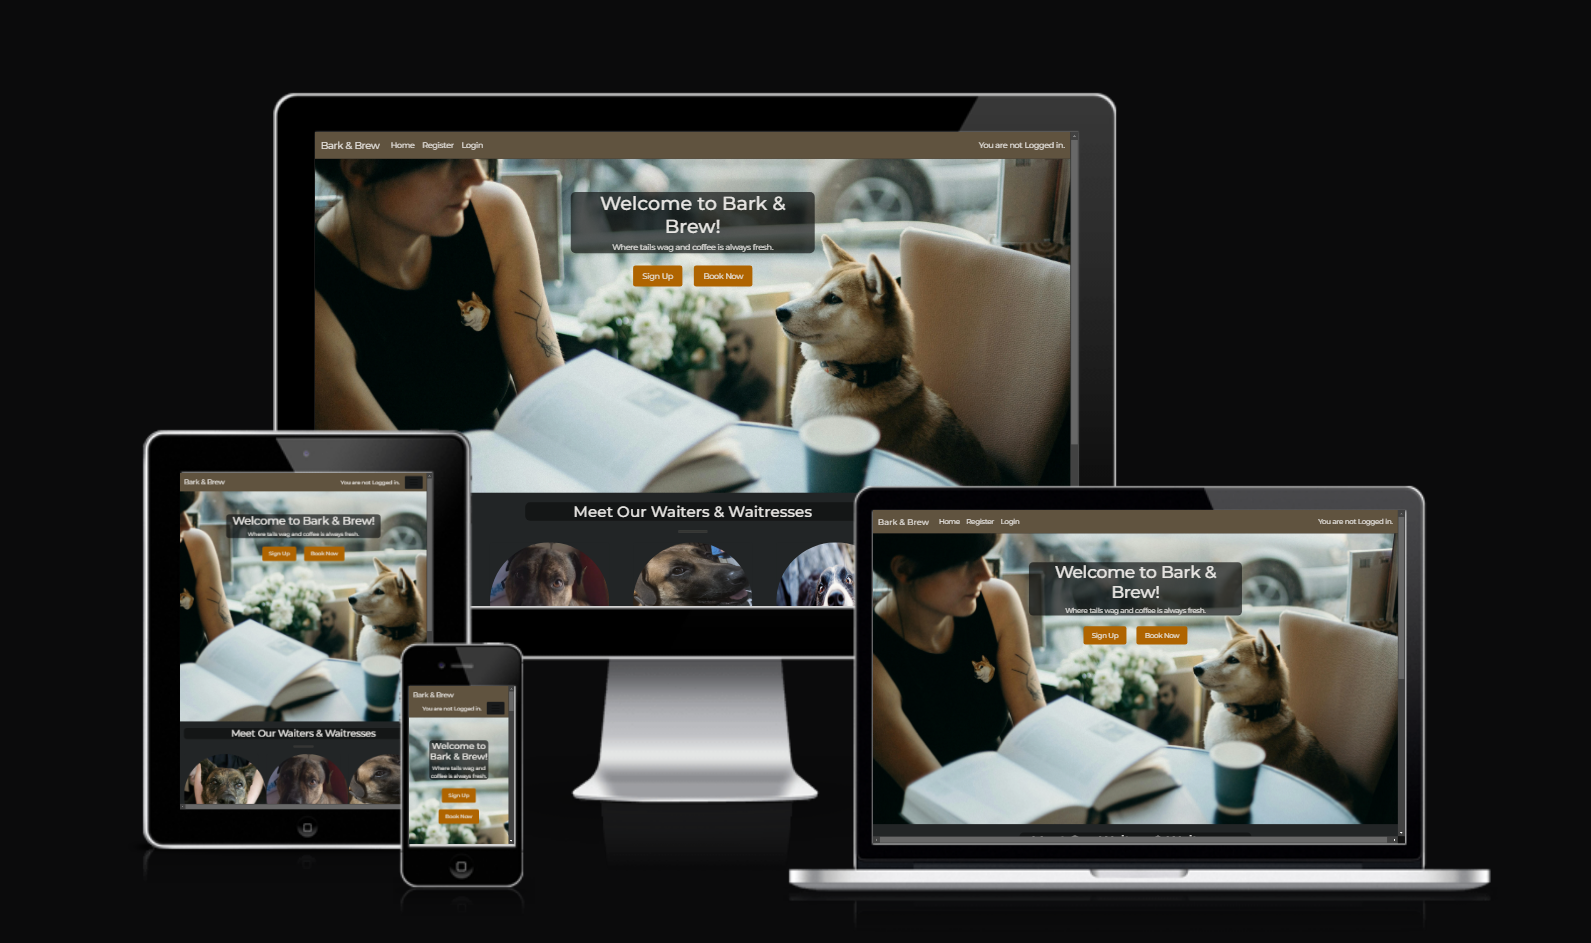 Bark & Brew Home Register Login You are not Logged in.
Welcome to Bark &
Brew!
Where tails wag and coffee is always fresh.
Sign Up Book Now
Meet Our Waiters & Waitresses
Bark & Brew You are not Logged in.
Welcome to Bark & Brew!
Where tails wag and coffee is always fresh.
Sign Up Book Now
Meet Our Waiters & Waitresses
Bark & Brew
You are not Logged in.
Welcome to
Bark & Brew!
Where tails wag and
coffee is always fresh.
Sign Up
Book Now
Bark & Brew Home Register Login You are not Logged in.
Welcome to Bark &
Brew!
Where tails wag and coffee is always fresh.
Sign Up Book Now